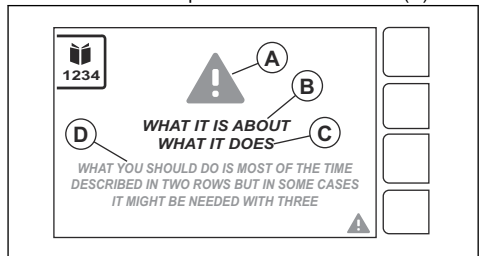 1234
A
B
WHAT IT IS ABOUT
C
WHAT IT DOES
D
WHAT YOU SHOULD DO IS MOST OF THE TIME
DESCRIBED IN TWO ROWS BUT IN SOME CASES
IT MIGHT BE NEEDED WITH THREE